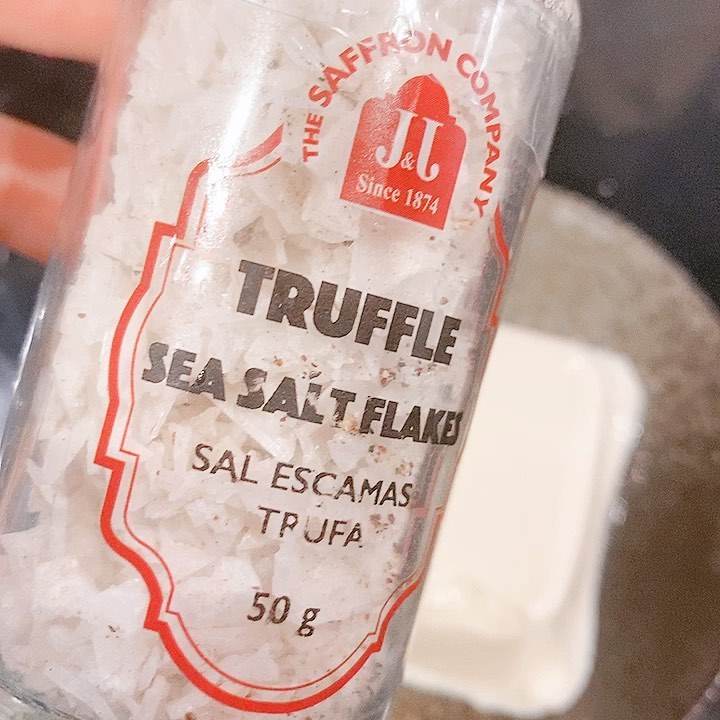 THE SAFFRON COMPANY
J&J
Since 1874
TRUFFLE
SEA SALT FLAKES
SAL ESCAMAS
TRUFA
50 g